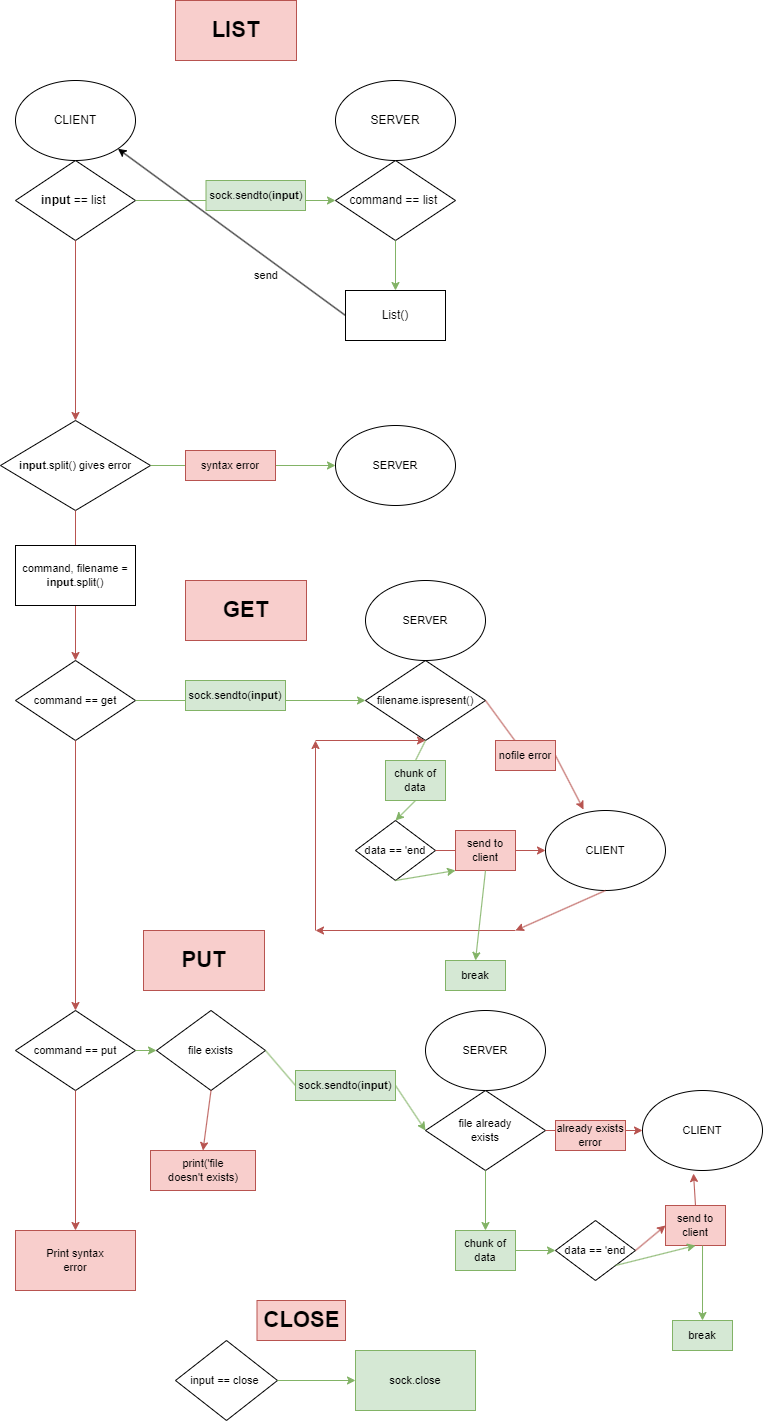 LIST
CLIENT
SERVER
input == list
sock.sendto(input)
command == list
send
List()
input.split() gives error
syntax error
SERVER
command, filename =
input.split()
GET
SERVER
command == get
sock.sendto(input)
filename.ispresent()
nofile error
chunk of
data
data == 'end
send to
client
CLIENT
PUT
break
command == put
file exists
SERVER
sock.sendto(input)
file already
exists
already exists
error
CLIENT
print('file
doesn't exists)
Print syntax
error
chunk of
data
data == 'end
send to
client
CLOSE
break
input == close
sock.close